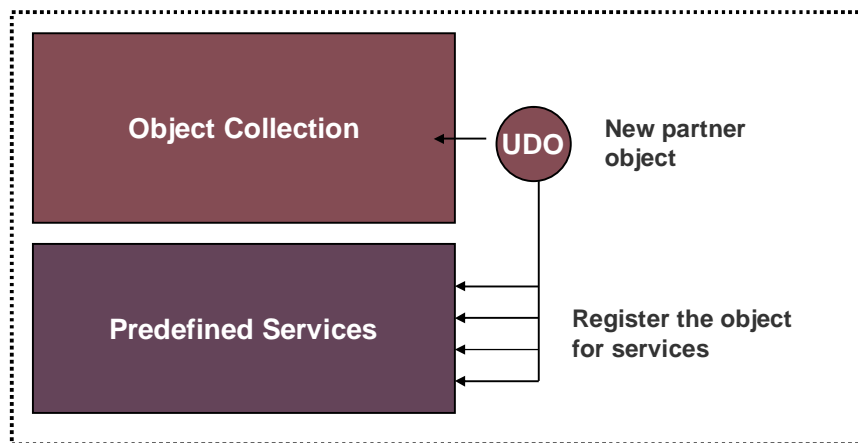 Object Collection
UDO
New partner
object
Predefined Services
Register the object
for services